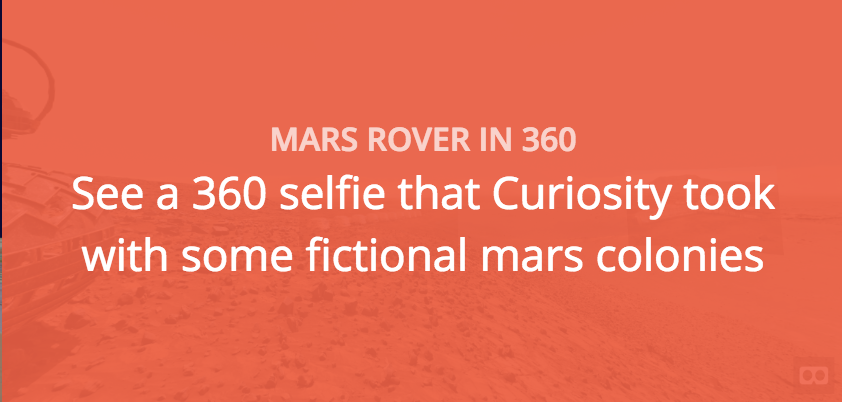 MARS ROVER IN 360
See a 360 selfie that Curiosity took
with some fictional mars colonies